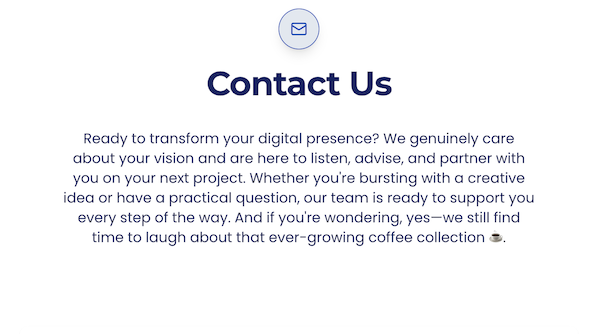 Contact Us
Ready to transform your digital presence? We genuinely care
about your vision and are here to listen, advise, and partner with
you on your next project. Whether you're bursting with a creative
idea or have a practical question, our team is ready to support you
every step of the way. And if you're wondering, yes—we still find
time to laugh about that ever-growing coffee collection ☕.